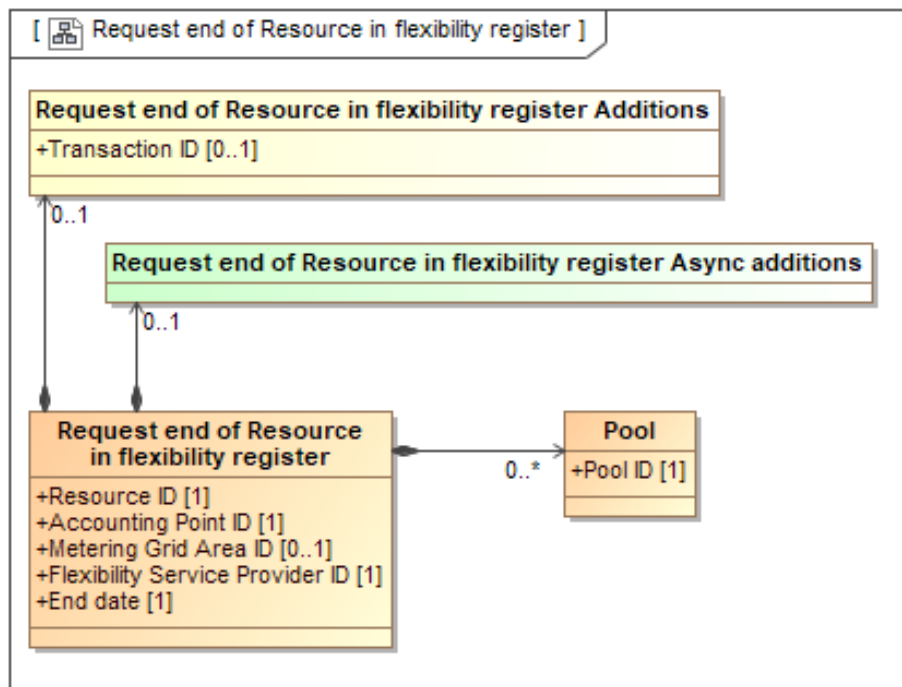 [ Request end of Resource in flexibility register ]
Request end of Resource in flexibility register Additions
+Transaction ID [0..1]
0..1
Request end of Resource in flexibility register Async additions
0..1
Request end of Resource
in flexibility register
+Resource ID [1]
+Accounting Point ID [1]
+Metering Grid Area ID [0..1]
+Flexibility Service Provider ID [1]
+End date [1]
0..*
Pool
+Pool ID [1]